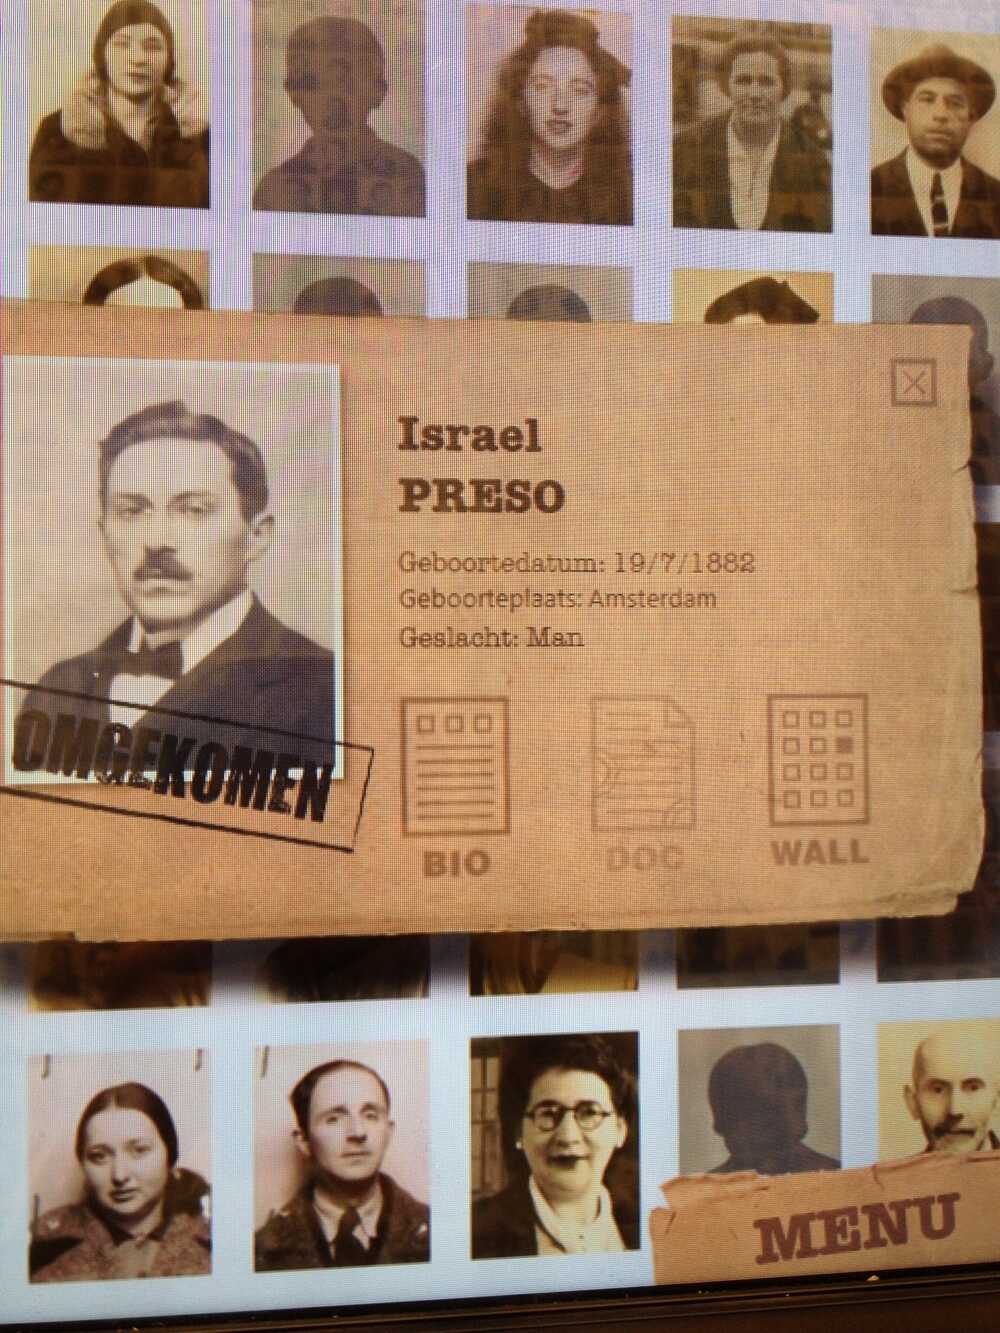 Israel
PRESO
Geboortedatum: 19/7/1882
Geboorteplaats: Amsterdam
Geslacht: Man
OMGEKOMEN
BIO
DOC
WALL
MENU